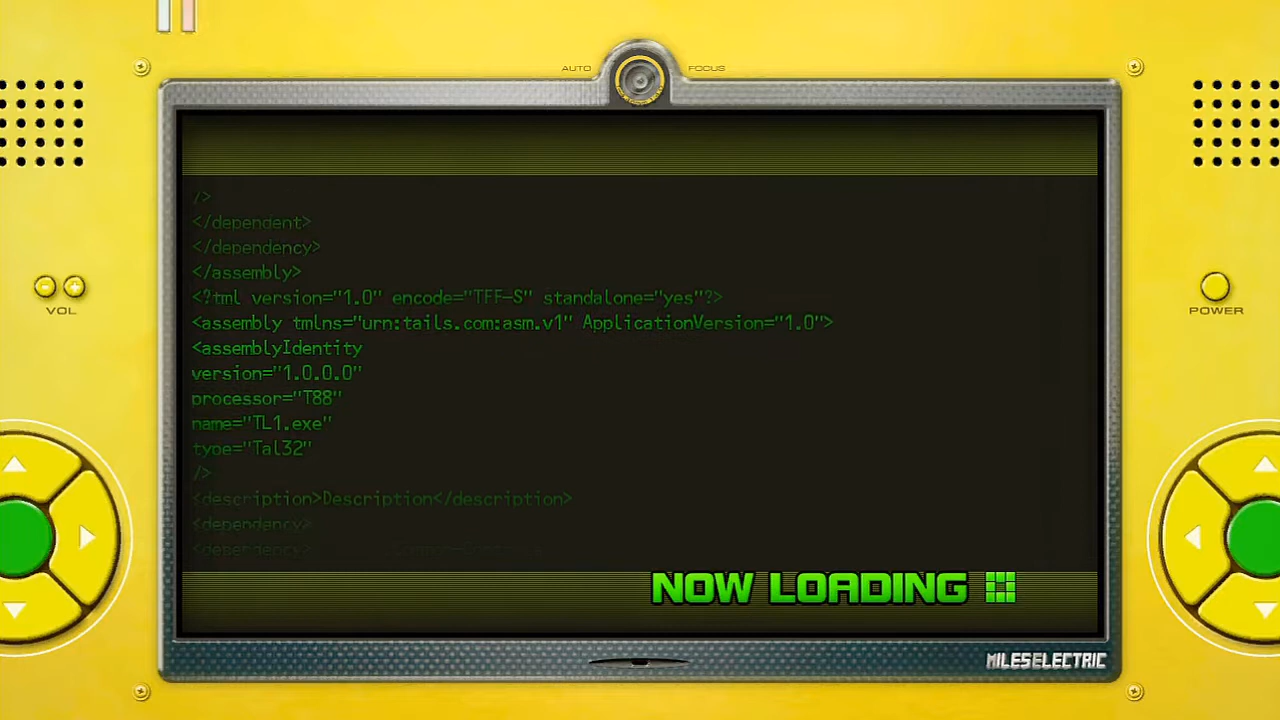 AUTO FOCUS
/>
</dependent>
</dependency>
</assembly>
<?tml version="1.0" encode="TFF-S" standalone="yes"?>
<assembly tmlns="urn:tails.com:asm.v1" ApplicationVersion="1.0">
<assemblyIdentity
version="1.0.0.0"
processor="T88"
name="TL1.exe"
type="Tal32"
/>
<description>Description</description>
<dependancy>
<dependency>
VOL
POWER
NOW LOADING
MILESELECTRIC